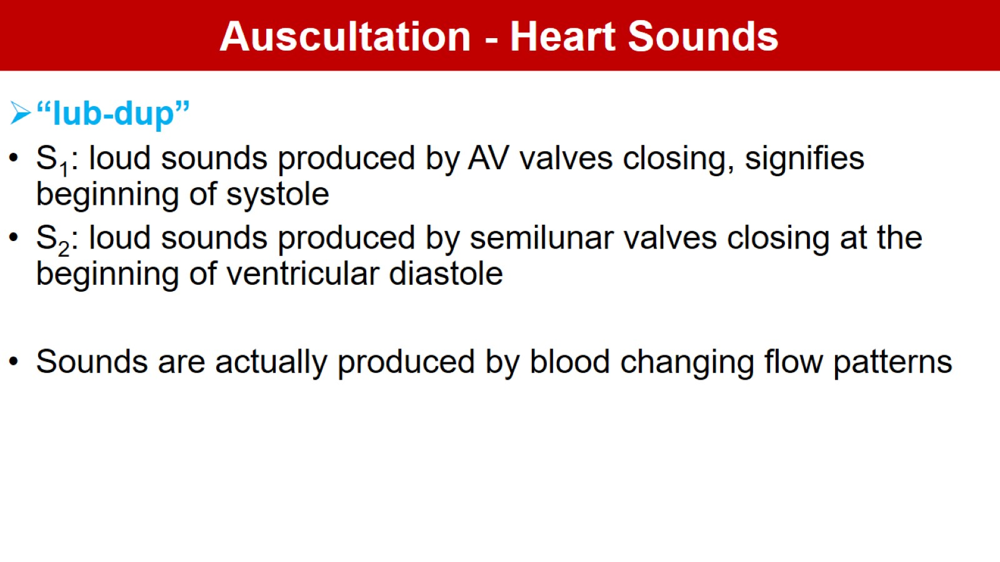 Auscultation - Heart Sounds
➢“lub-dup”
• S₁: loud sounds produced by AV valves closing, signifies
beginning of systole
• S₂: loud sounds produced by semilunar valves closing at the
beginning of ventricular diastole
• Sounds are actually produced by blood changing flow patterns